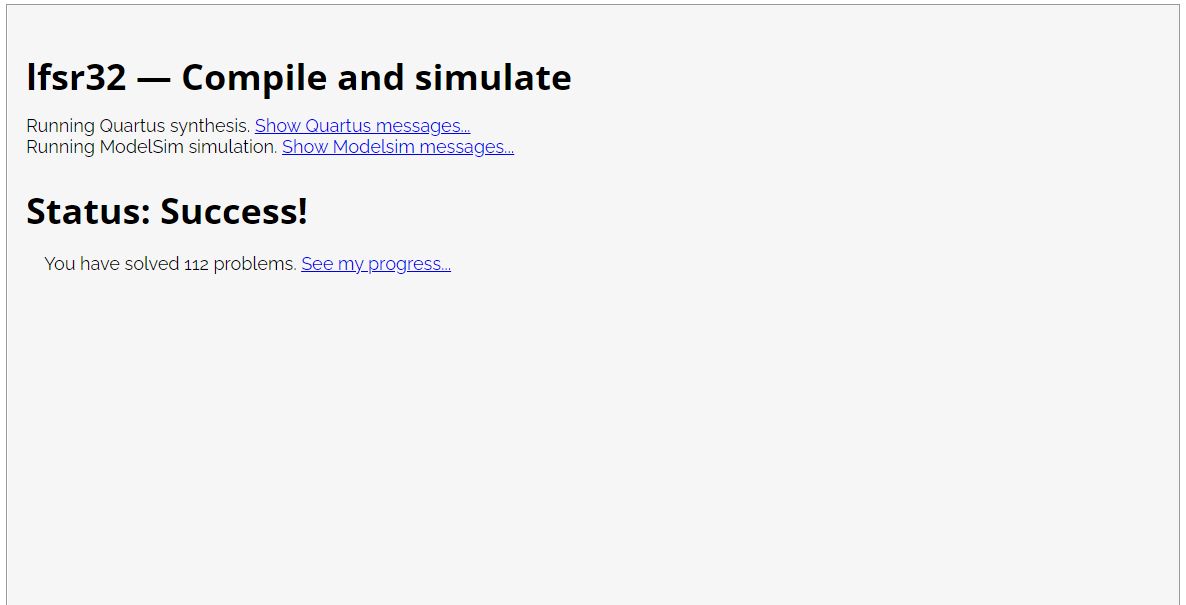 lfsr32 — Compile and simulate
Running Quartus synthesis. Show Quartus messages...
Running ModelSim simulation. Show Modelsim messages...
Status: Success!
You have solved 112 problems. See my progress...